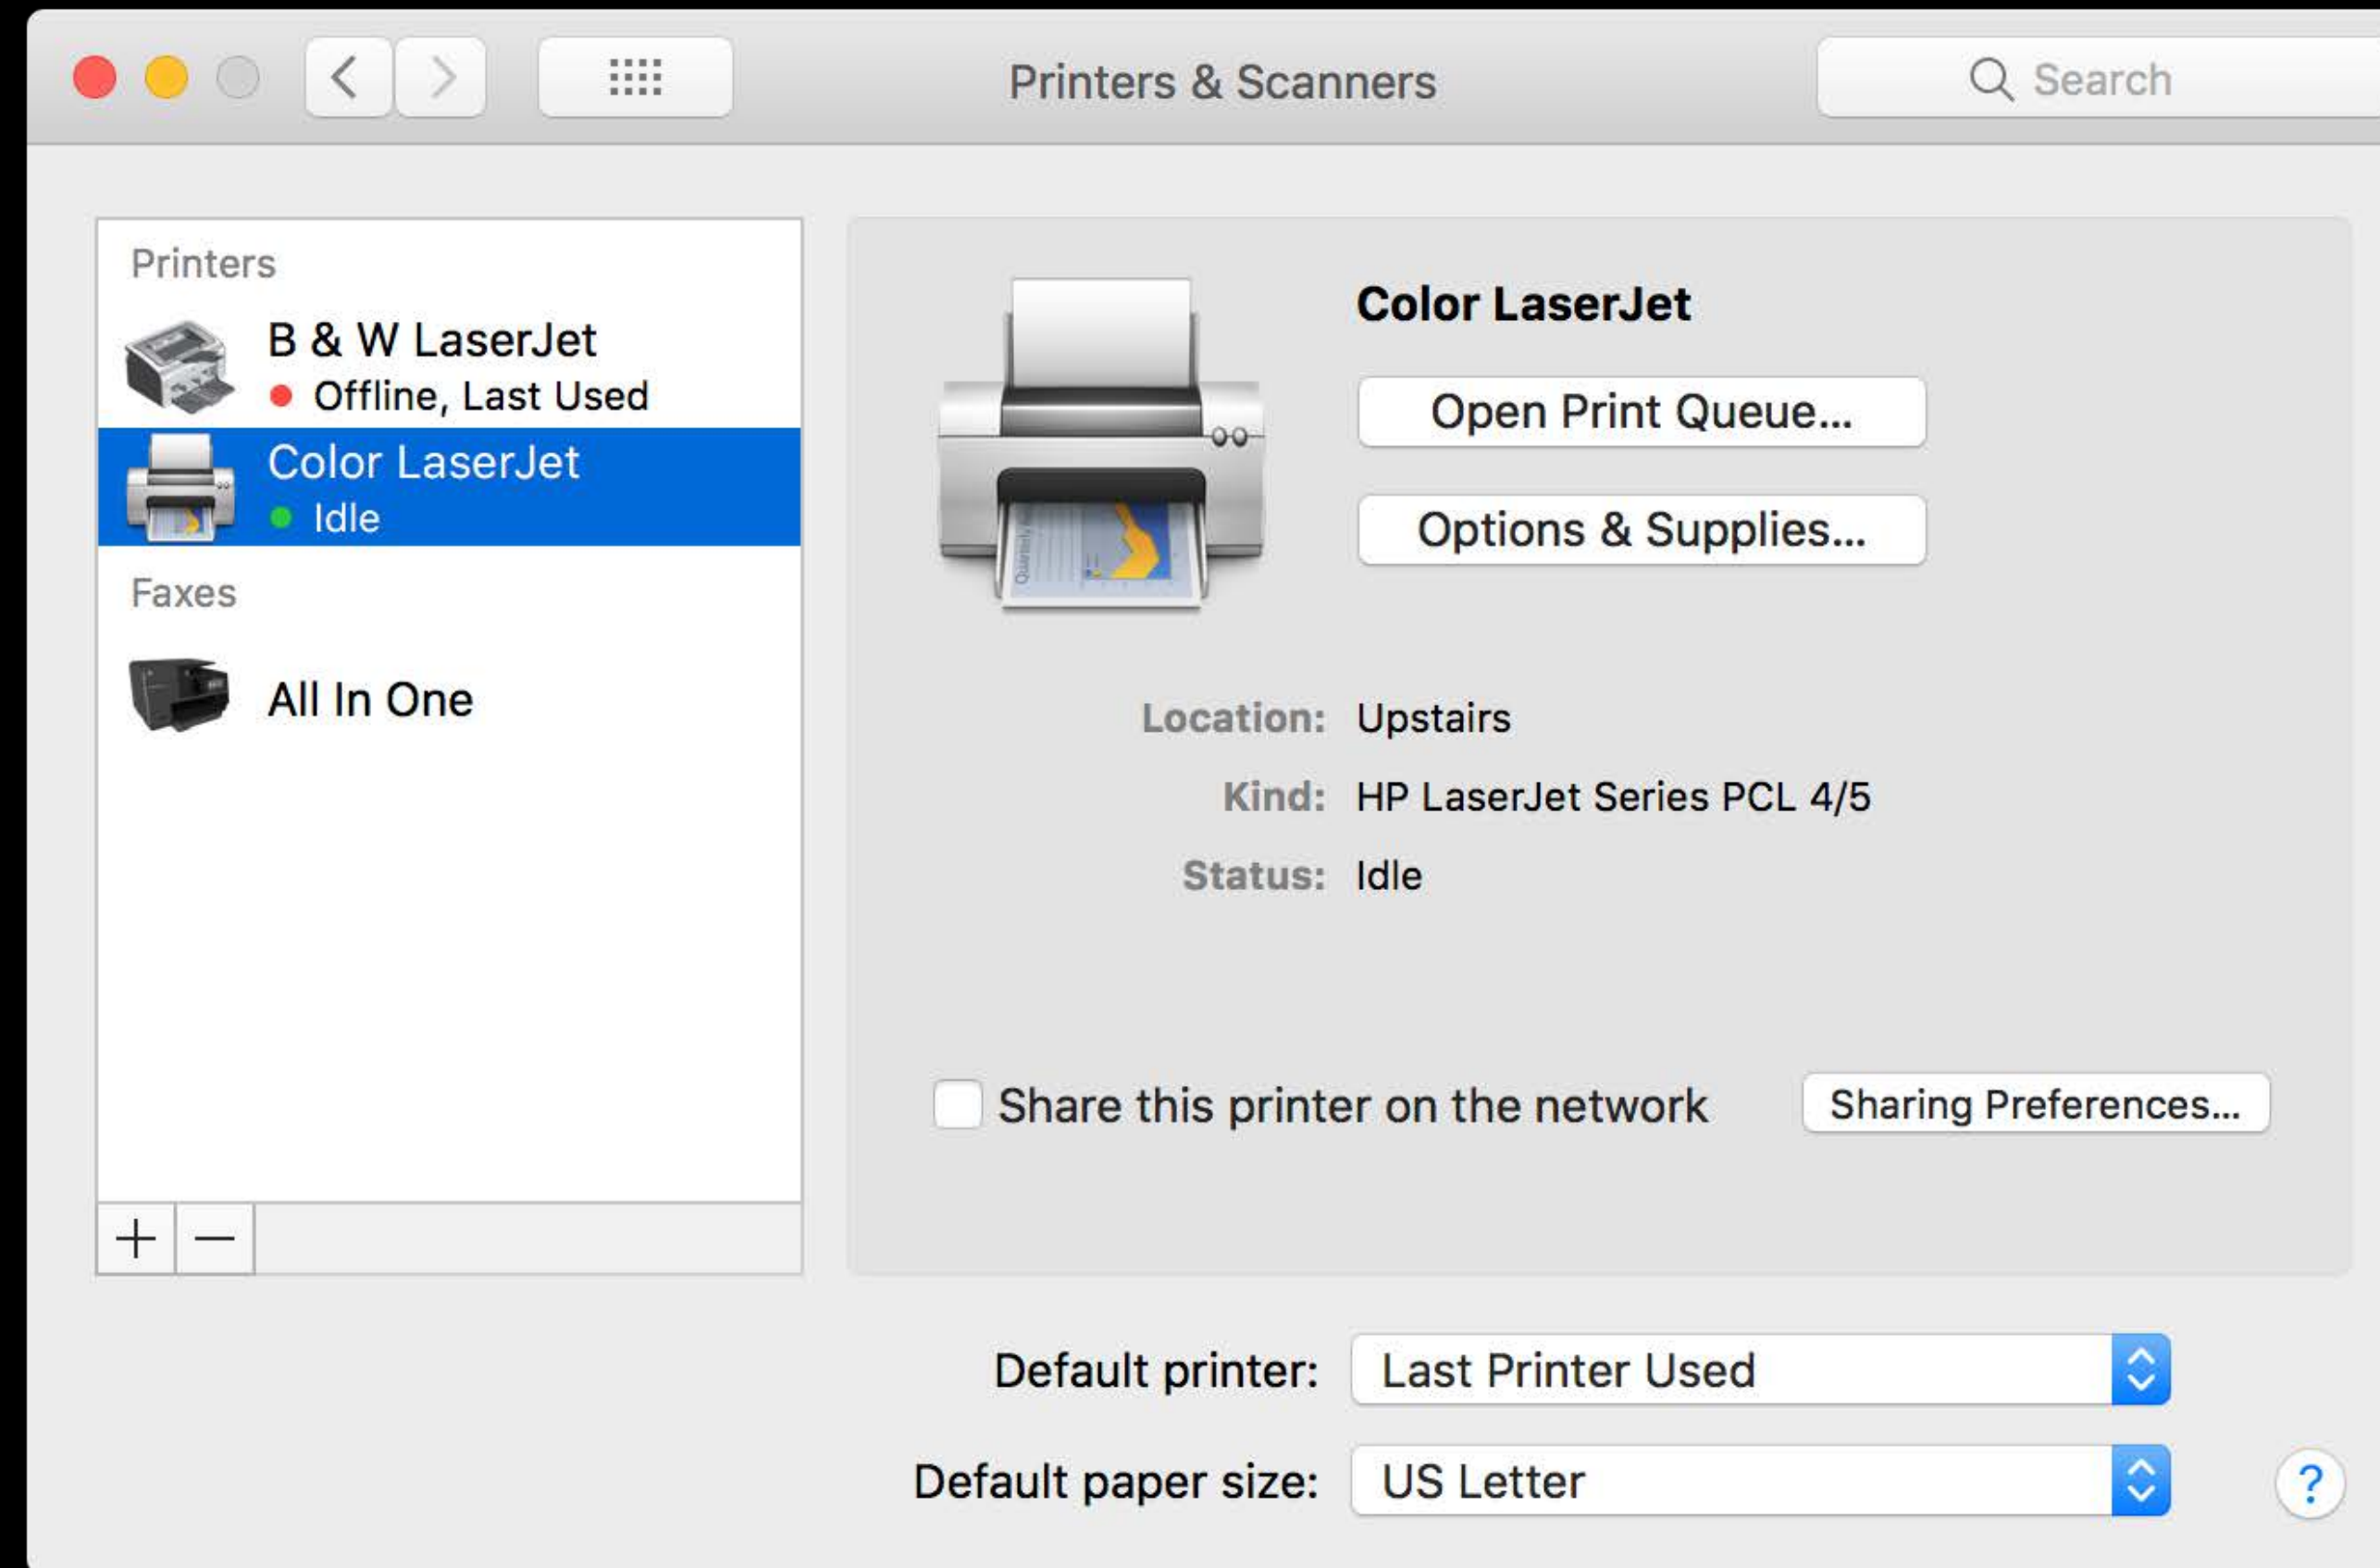 Printers & Scanners
Search
Printers
B & W LaserJet
Offline, Last Used
Color LaserJet
Idle
Faxes
All In One
Color LaserJet
Open Print Queue...
Options & Supplies...
Location: Upstairs
Kind: HP LaserJet Series PCL 4/5
Status: Idle
Share this printer on the network
Sharing Preferences...
Default printer: Last Printer Used
Default paper size: US Letter
?